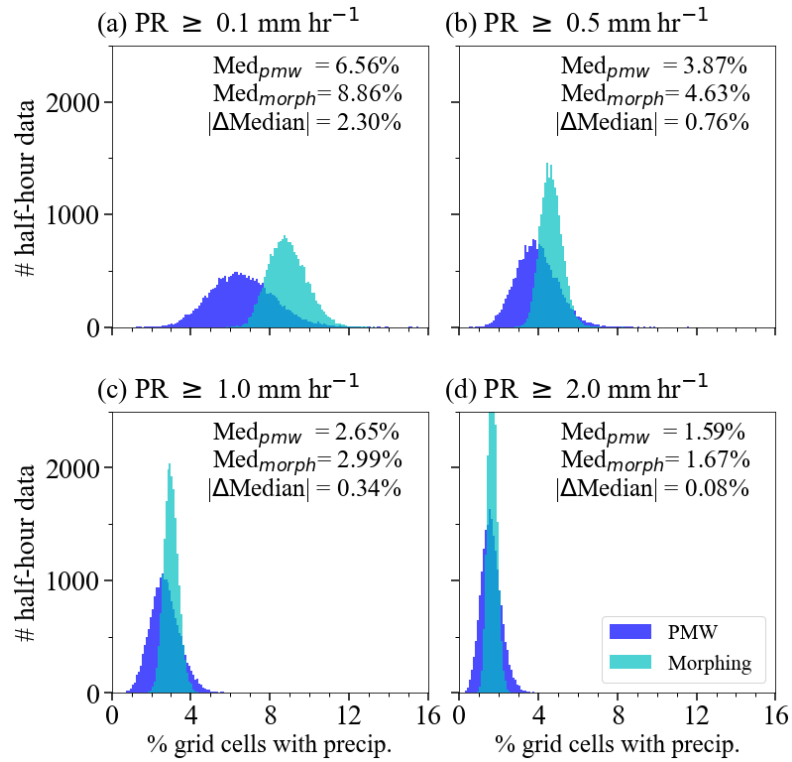 (a) PR ≥ 0.1 mm hr⁻¹
Med_pmw = 6.56%
Med_morph = 8.86%
|ΔMedian| = 2.30%
2000
1000
0
# half-hour data
(b) PR ≥ 0.5 mm hr⁻¹
Med_pmw = 3.87%
Med_morph = 4.63%
|ΔMedian| = 0.76%
(c) PR ≥ 1.0 mm hr⁻¹
Med_pmw = 2.65%
Med_morph = 2.99%
|ΔMedian| = 0.34%
2000
1000
0
# half-hour data
0 4 8 12 16
% grid cells with precip.
(d) PR ≥ 2.0 mm hr⁻¹
Med_pmw = 1.59%
Med_morph = 1.67%
|ΔMedian| = 0.08%
PMW
Morphing
0 4 8 12 16
% grid cells with precip.